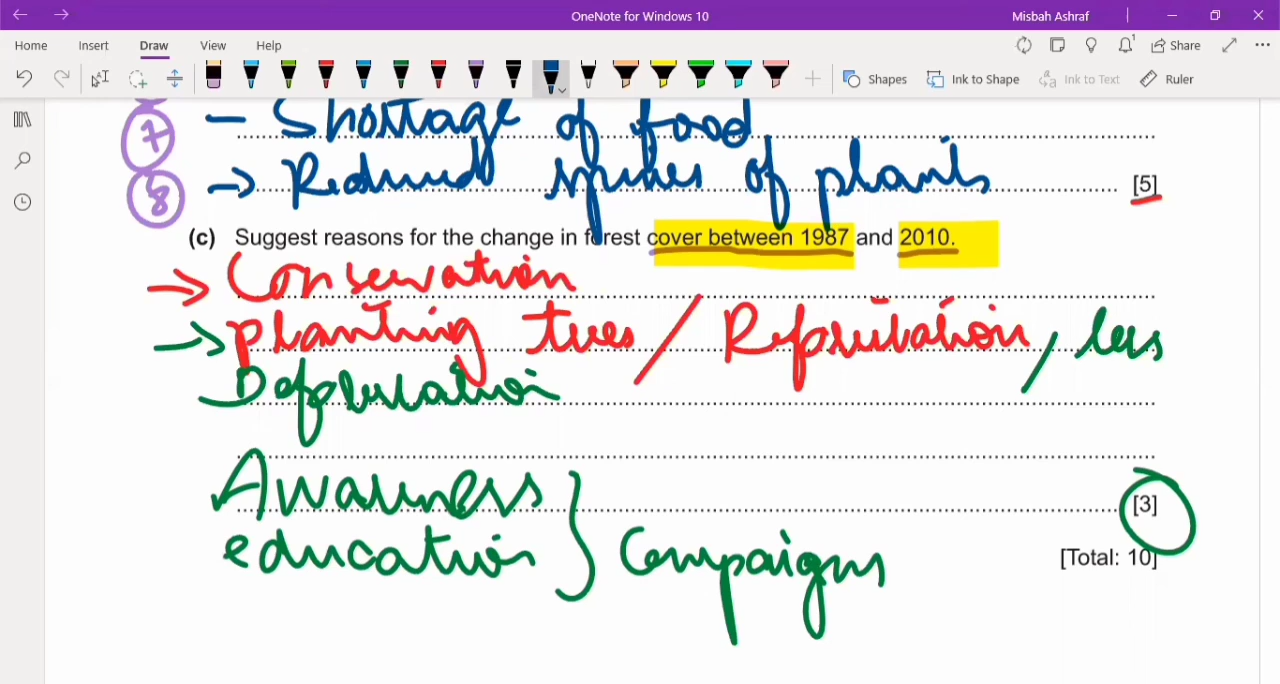 OneNote for Windows 10
Misbah Ashraf
Home Insert Draw View Help
Share
Shapes Ink to Shape Ink to Text Ruler
7 - Shortage of food
8 → Reduced species of plants [5]
(c) Suggest reasons for the change in forest cover between 1987 and 2010.
→ Conservation
→ planting trees / Reforestation, less
Deforestation
Awareness
education } Campaigns
[3]
[Total: 10]